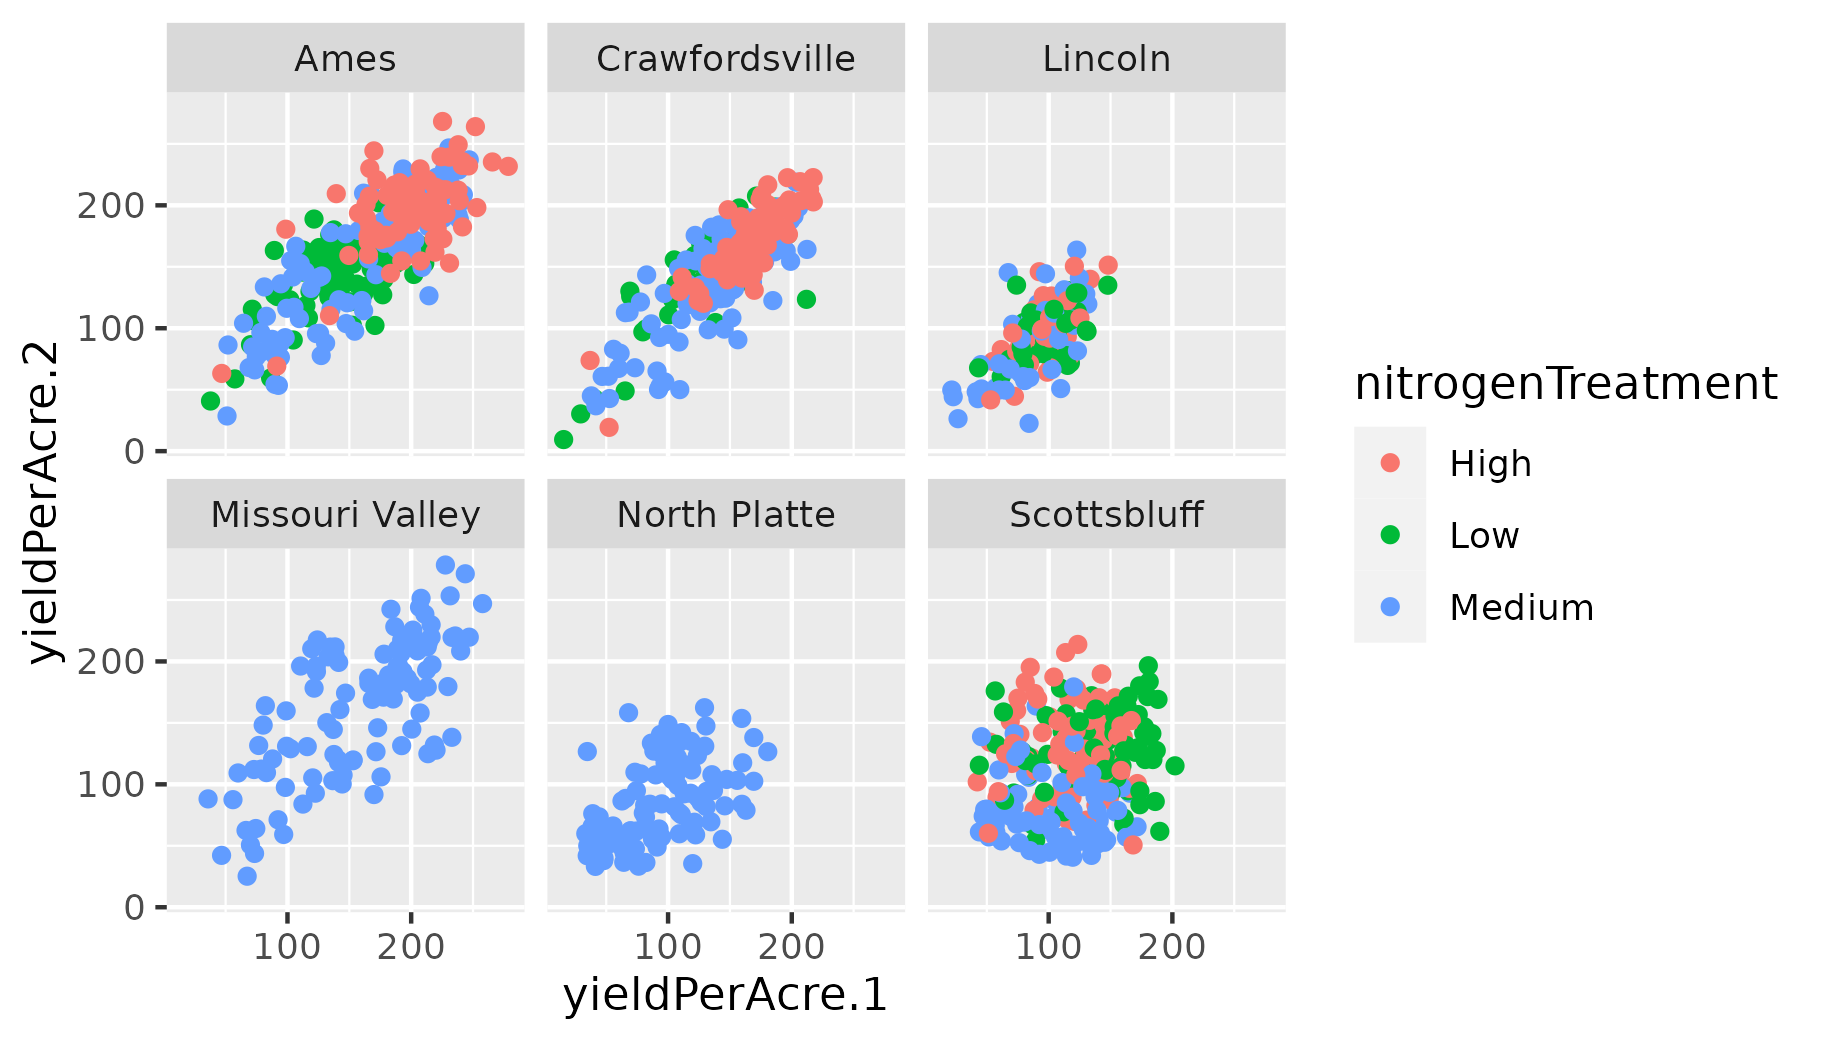 Ames
Crawfordsville
Lincoln
200
100
0
Missouri Valley
North Platte
Scottsbluff
200
100
0
100 200
100 200
100 200
yieldPerAcre.1
yieldPerAcre.2
nitrogenTreatment
High
Low
Medium